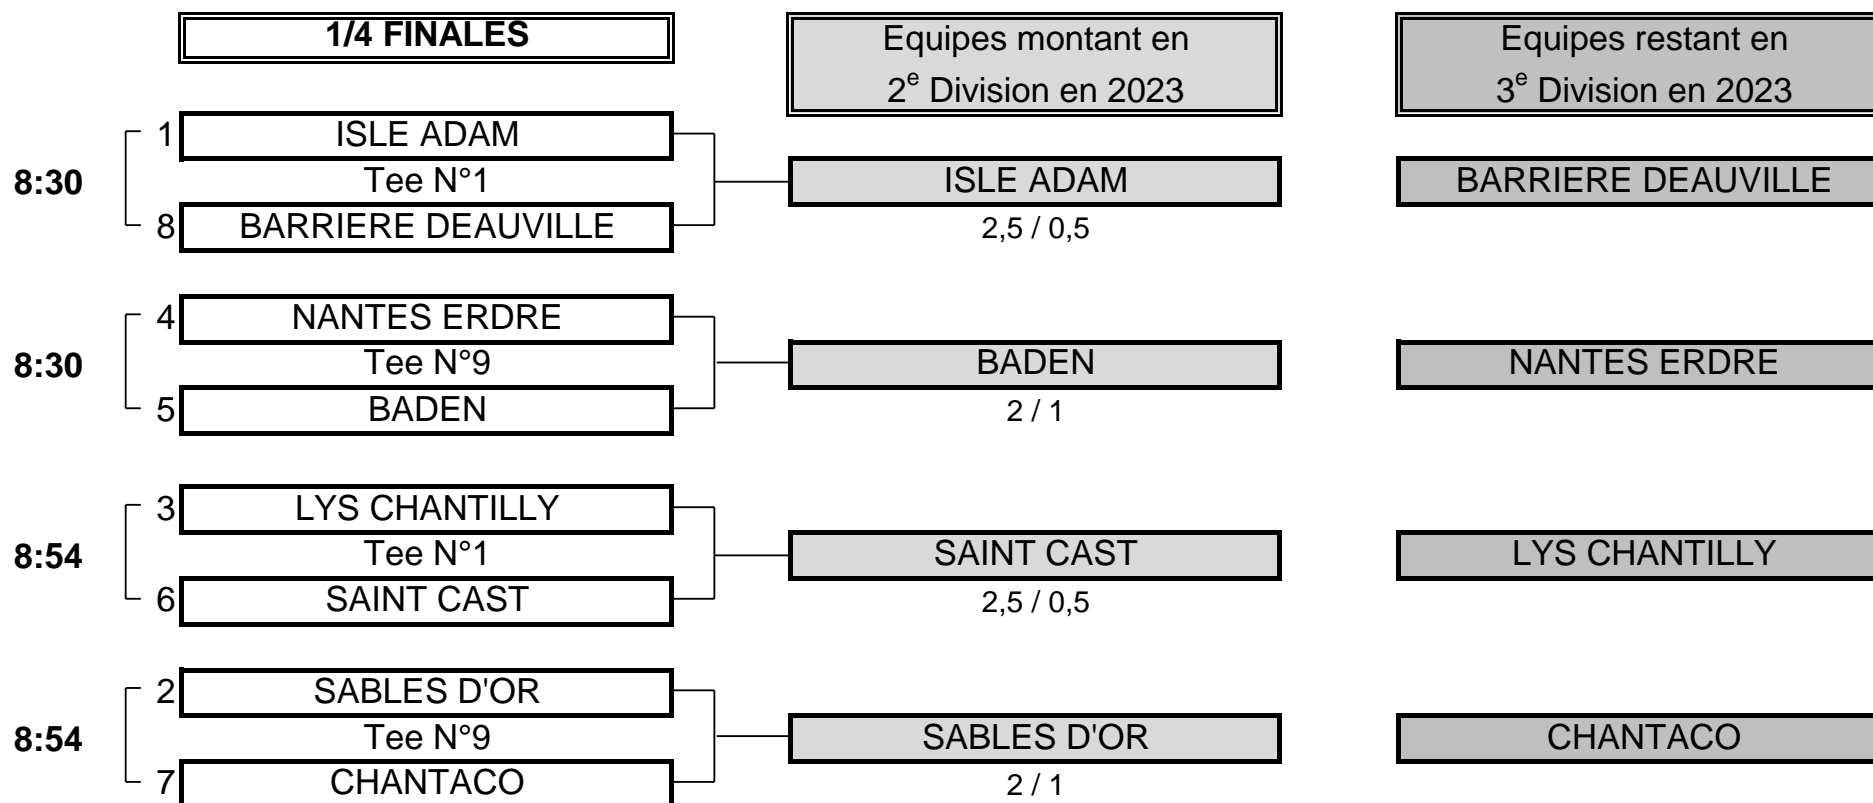 1/4 FINALES
Equipes montant en
2e Division en 2023
Equipes restant en
3e Division en 2023
8:30
1 ISLE ADAM
Tee N°1
8 BARRIERE DEAUVILLE
ISLE ADAM
2,5 / 0,5
BARRIERE DEAUVILLE
8:30
4 NANTES ERDRE
Tee N°9
5 BADEN
BADEN
2 / 1
NANTES ERDRE
8:54
3 LYS CHANTILLY
Tee N°1
6 SAINT CAST
SAINT CAST
2,5 / 0,5
LYS CHANTILLY
8:54
2 SABLES D'OR
Tee N°9
7 CHANTACO
SABLES D'OR
2 / 1
CHANTACO